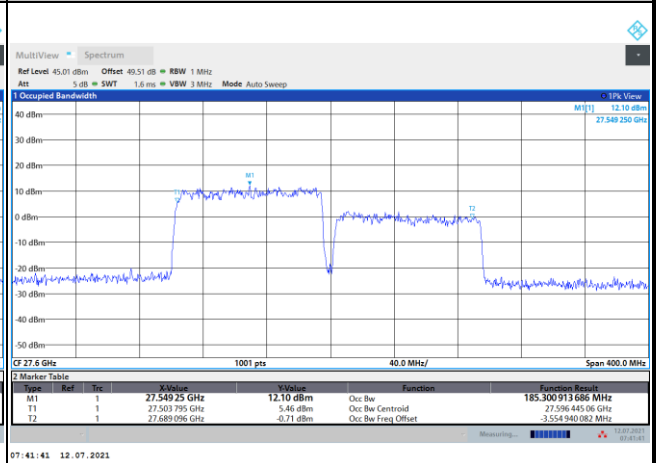 MultiView Spectrum
Ref Level 45.01 dBm Offset 49.51 dB RBW 1 MHz
Att 5 dB SWT 1.6 ms VBW 3 MHz Mode Auto Sweep
1 Occupied Bandwidth 1Pk View
M1[1] 12.10 dBm
27.549 250 GHz
40 dBm
30 dBm
20 dBm
M1
10 dBm
T1
T2
0 dBm
-10 dBm
-20 dBm
-30 dBm
-40 dBm
-50 dBm
CF 27.6 GHz 1001 pts 40.0 MHz/ Span 400.0 MHz
2 Marker Table
Type Ref Trc X-Value Y-Value Function Function Result
M1 1 27.549 25 GHz 12.10 dBm Occ Bw 185.300 913 686 MHz
T1 1 27.503 795 GHz 5.46 dBm Occ Bw Centroid 27.596 445 06 GHz
T2 1 27.689 096 GHz -0.71 dBm Occ Bw Freq Offset -3.554 940 082 MHz
Measuring... 12.07.2021
07:41:41
07:41:41 12.07.2021